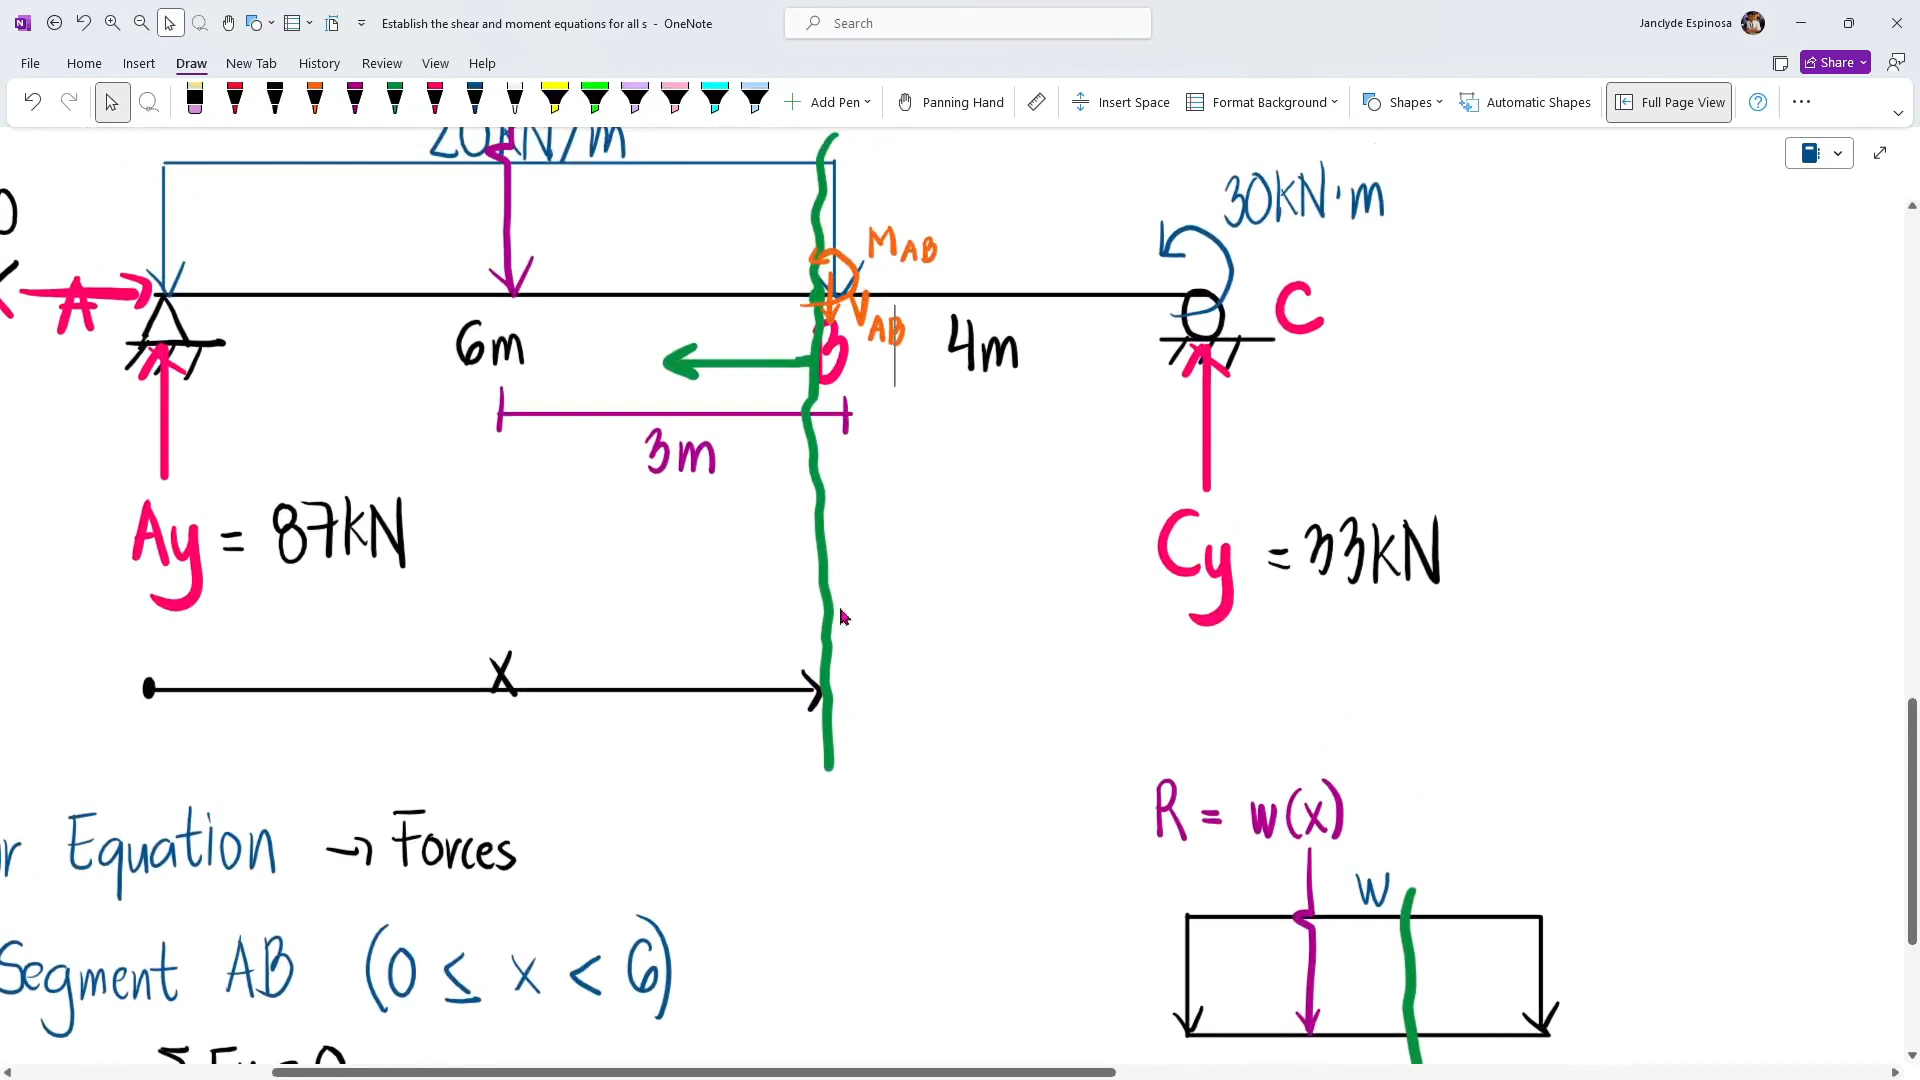 Establish the shear and moment equations for all s - OneNote
Search
Janclyde Espinosa
File Home Insert Draw New Tab History Review View Help
Share
Add Pen
Panning Hand
Insert Space
Format Background
Shapes
Automatic Shapes
Full Page View
20kN/m
30kN·m
MAB
A
C
VAB
B
6m
4m
3m
Ay = 87kN
Cy = 33kN
x
R = w(x)
Equation → Forces
w
Segment AB (0 ≤ x < 6)